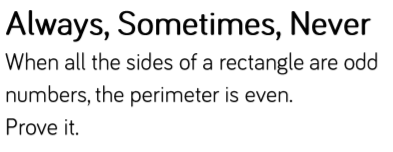 Always, Sometimes, Never
When all the sides of a rectangle are odd
numbers, the perimeter is even.
Prove it.